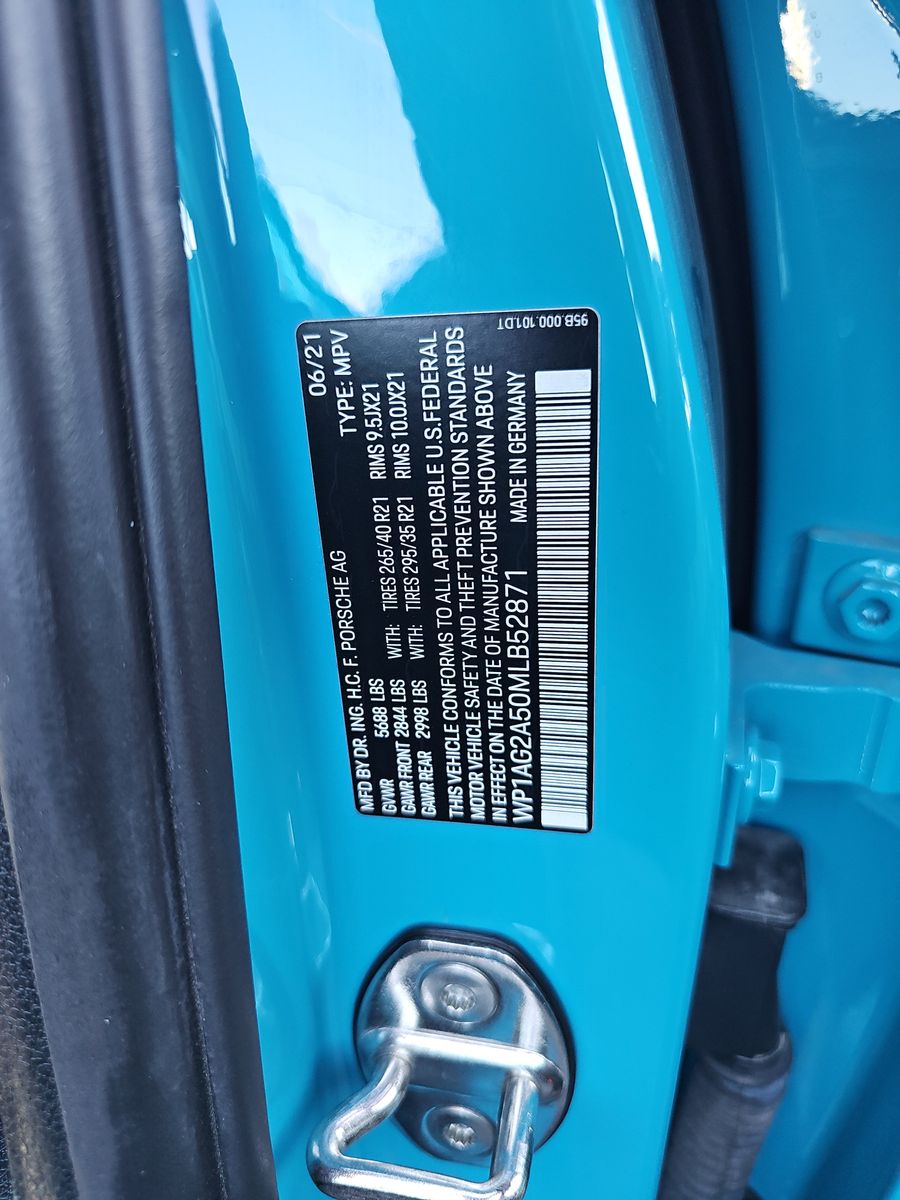 06/21
MFD BY DR. ING. H.C. F. PORSCHE AG TYPE: MPV
GVWR 5688 LBS WITH: TIRES 265/40 R21 RIMS 9.5JX21
GAWR FRONT 2844 LBS WITH: TIRES 295/35 R21 RIMS 10.0JX21
GAWR REAR 2998 LBS
THIS VEHICLE CONFORMS TO ALL APPLICABLE U.S.FEDERAL
MOTOR VEHICLE SAFETY AND THEFT PREVENTION STANDARDS
IN EFFECT ON THE DATE OF MANUFACTURE SHOWN ABOVE
WP1AG2A50MLB52871 MADE IN GERMANY
95B.000.101.DT